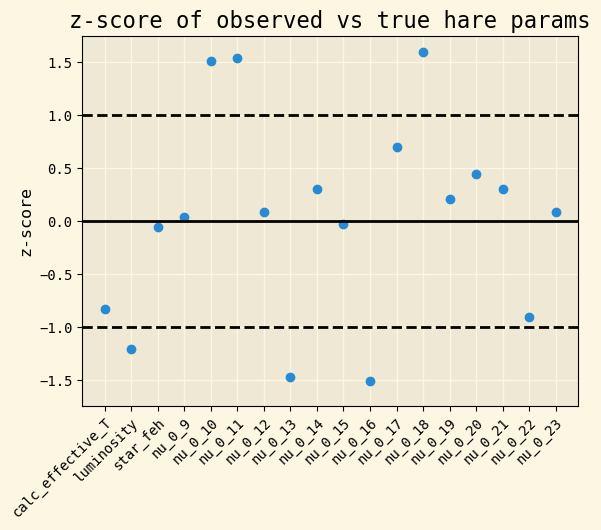 z-score of observed vs true hare params
z-score
1.5
1.0
0.5
0.0
−0.5
−1.0
−1.5
calc_effective_T
luminosity
star_feh
nu_0_9
nu_0_10
nu_0_11
nu_0_12
nu_0_13
nu_0_14
nu_0_15
nu_0_16
nu_0_17
nu_0_18
nu_0_19
nu_0_20
nu_0_21
nu_0_22
nu_0_23